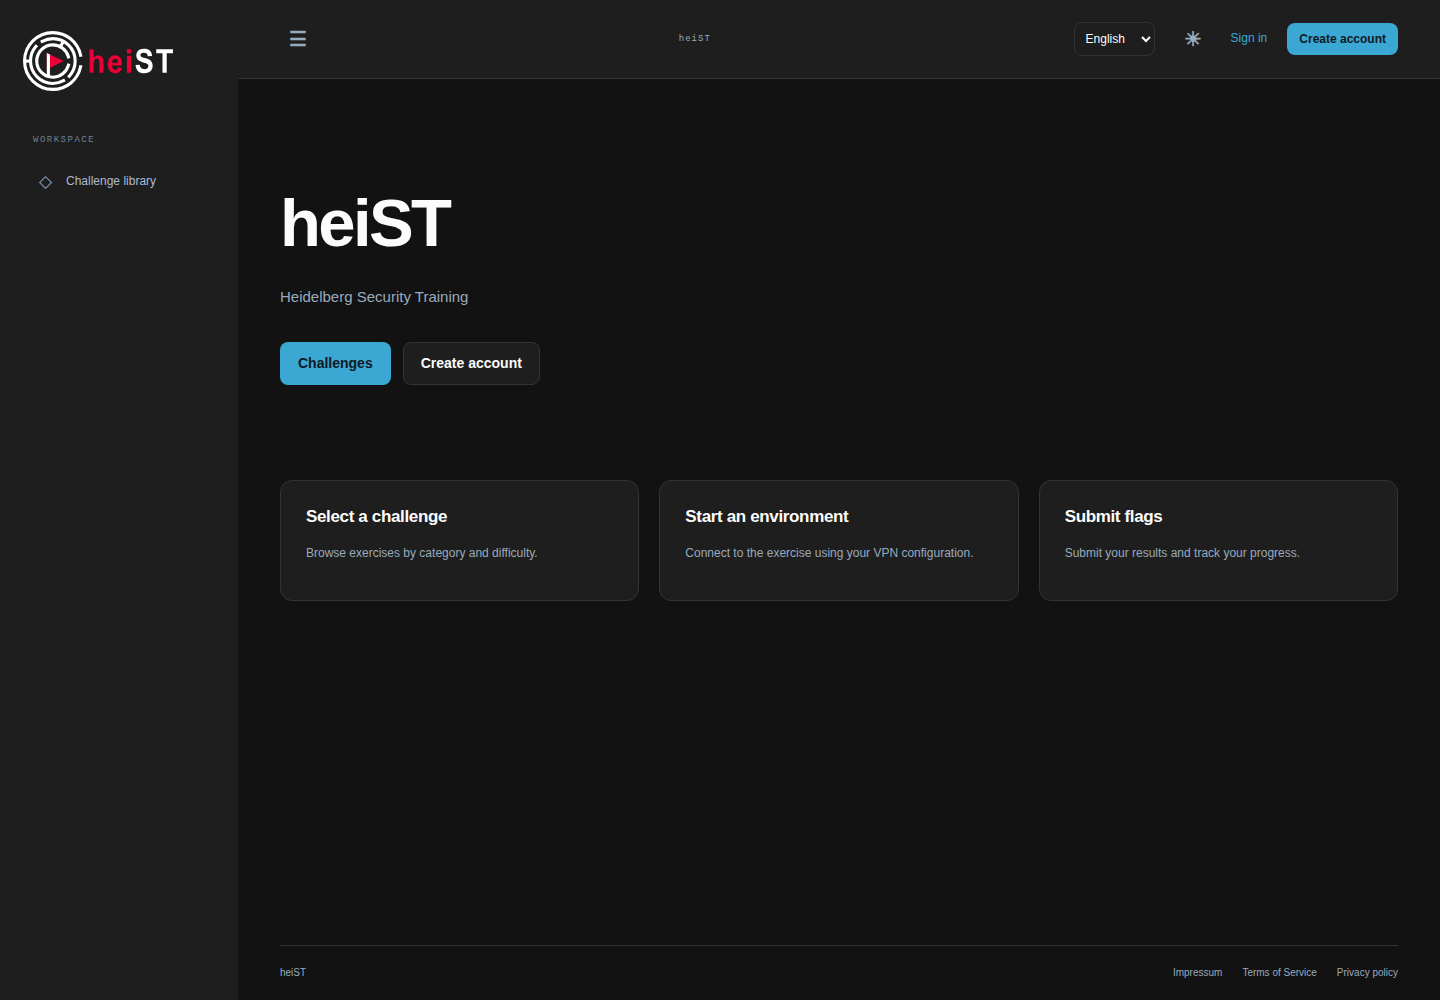 heiST
WORKSPACE
Challenge library
heiST
English
Sign in
Create account
heiST
Heidelberg Security Training
Challenges
Create account
Select a challenge
Browse exercises by category and difficulty.
Start an environment
Connect to the exercise using your VPN configuration.
Submit flags
Submit your results and track your progress.
heiST
Impressum
Terms of Service
Privacy policy